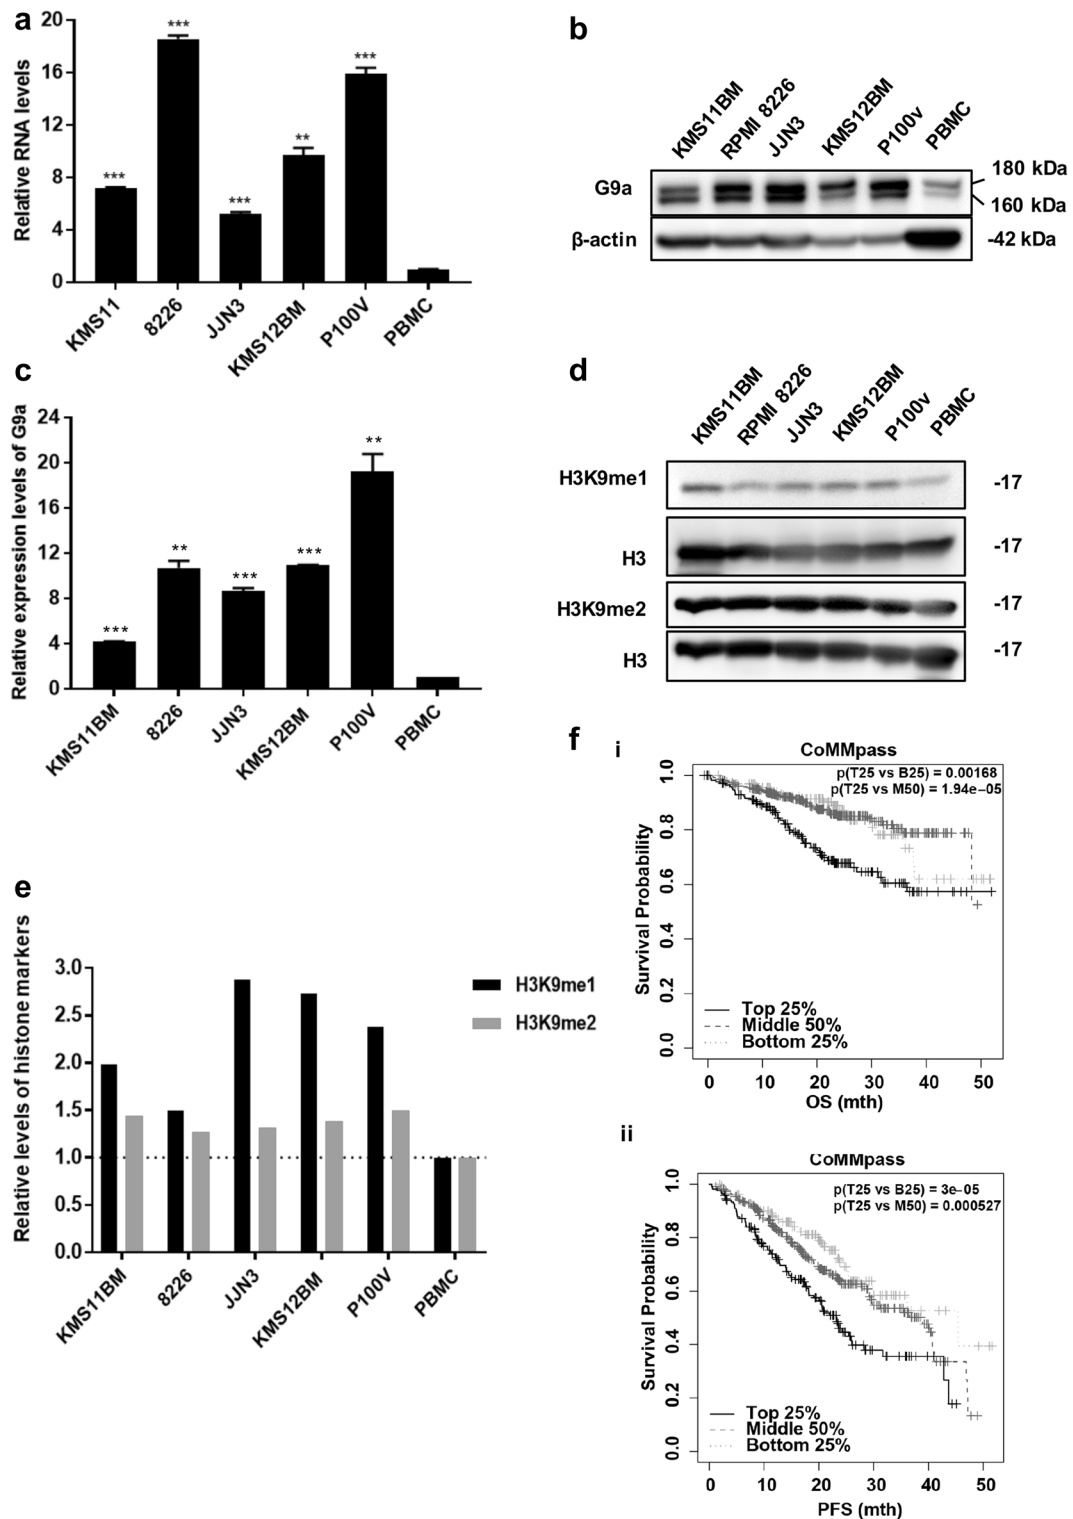 a
Relative RNA levels
20
16
12
8
4
0
***
***
***
**
***
KMS11
8226
JJN3
KMS12BM
P100V
PBMC
b
KMS11BM
RPMI 8226
JJN3
KMS12BM
P100v
PBMC
G9a
180 kDa
160 kDa
β-actin
-42 kDa
c
Relative expression levels of G9a
24
20
16
12
8
4
0
***
**
***
***
**
KMS11BM
8226
JJN3
KMS12BM
P100V
PBMC
d
KMS11BM
RPMI 8226
JJN3
KMS12BM
P100v
PBMC
H3K9me1
-17
H3
-17
H3K9me2
-17
H3
-17
e
Relative levels of histone markers
3.0
2.5
2.0
1.5
1.0
0.5
0.0
H3K9me1
H3K9me2
KMS11BM
8226
JJN3
KMS12BM
P100V
PBMC
f
i
CoMMpass
p(T25 vs B25) = 0.00168
p(T25 vs M50) = 1.94e−05
Survival Probability
1.0
0.8
0.6
0.4
0.2
0.0
Top 25%
Middle 50%
Bottom 25%
0 10 20 30 40 50
OS (mth)
ii
CoMMpass
p(T25 vs B25) = 3e−05
p(T25 vs M50) = 0.000527
Survival Probability
1.0
0.8
0.6
0.4
0.2
0.0
Top 25%
Middle 50%
Bottom 25%
0 10 20 30 40 50
PFS (mth)